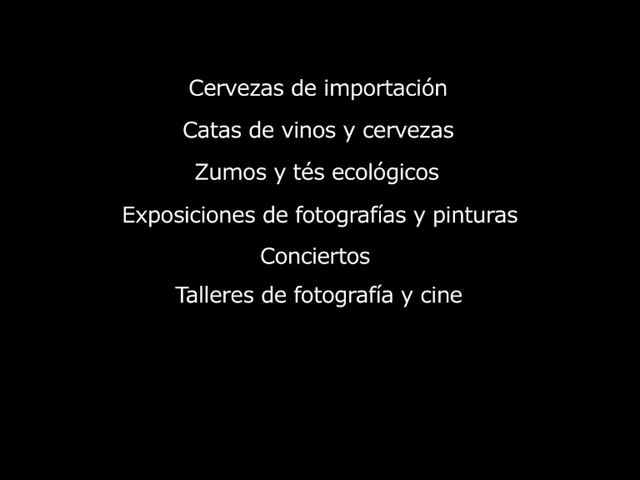 Cervezas de importación
Catas de vinos y cervezas
Zumos y tés ecológicos
Exposiciones de fotografías y pinturas
Conciertos
Talleres de fotografía y cine